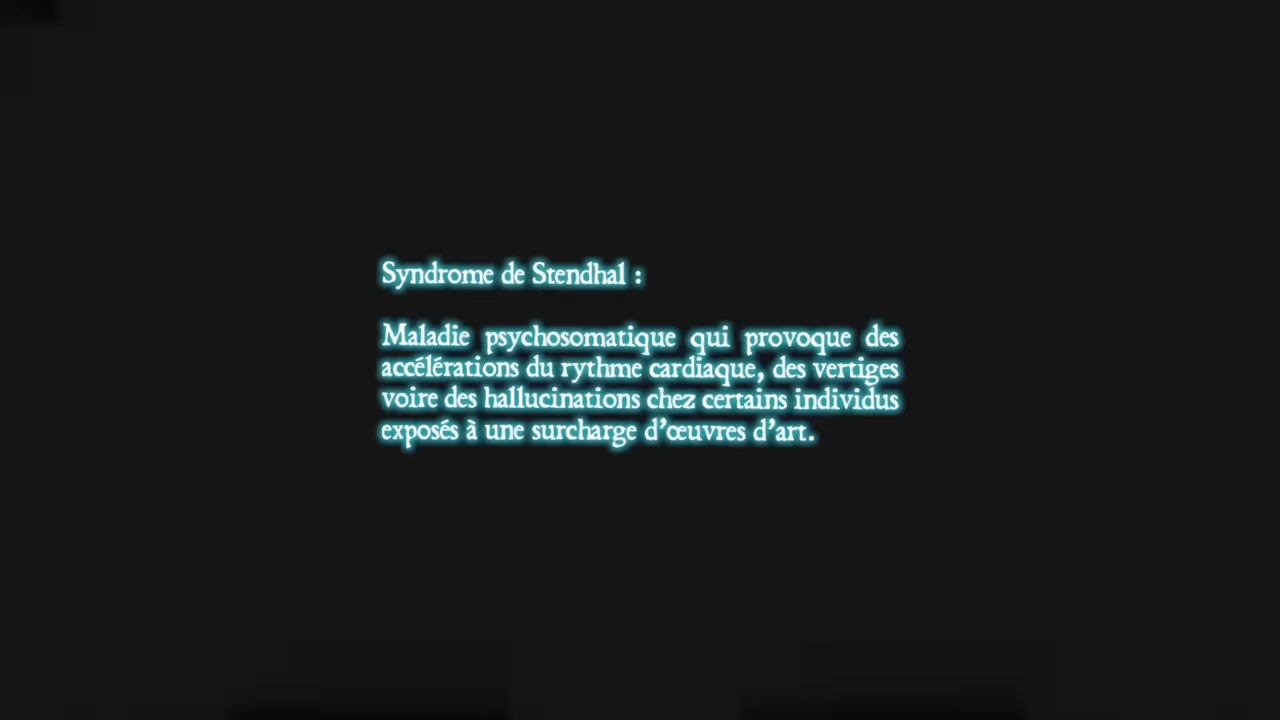 Syndrome de Stendhal :
Maladie psychosomatique qui provoque des
accélérations du rythme cardiaque, des vertiges
voire des hallucinations chez certains individus
exposés à une surcharge d’œuvres d’art.